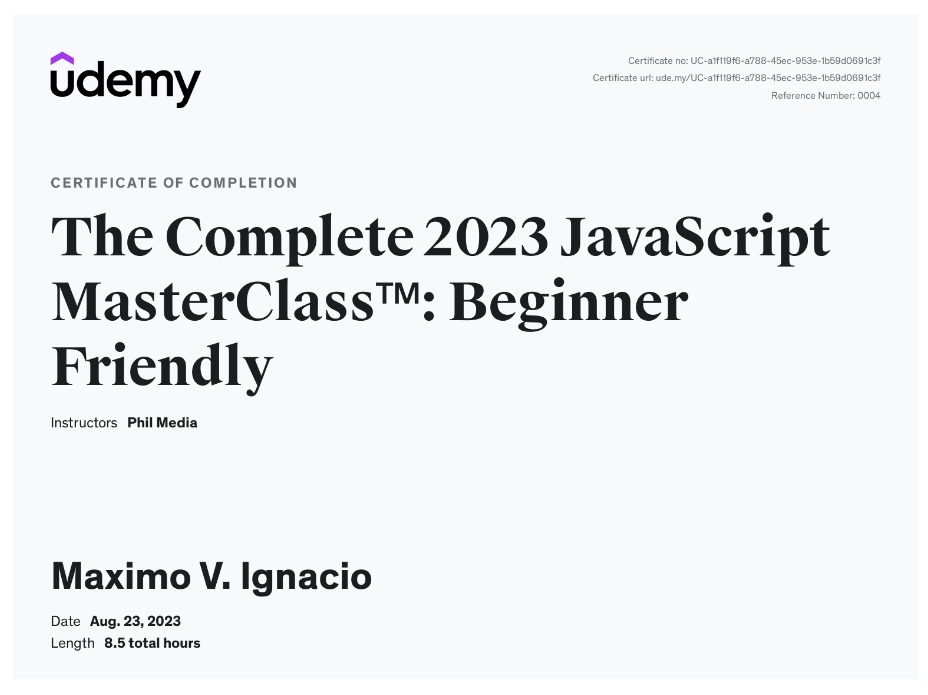 udemy
Certificate no: UC-a1f119f6-a788-45ec-953e-1b59d0691c3f
Certificate url: ude.my/UC-a1f119f6-a788-45ec-953e-1b59d0691c3f
Reference Number: 0004
CERTIFICATE OF COMPLETION
The Complete 2023 JavaScript
MasterClass™: Beginner
Friendly
Instructors Phil Media
Maximo V. Ignacio
Date Aug. 23, 2023
Length 8.5 total hours